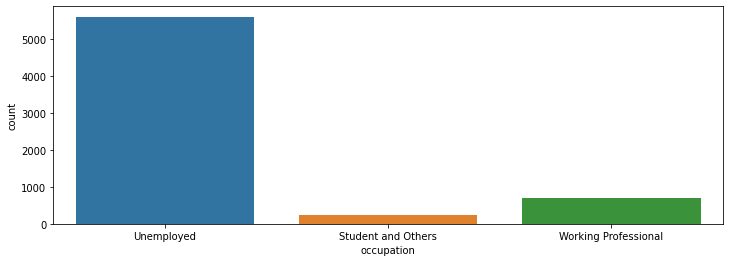 5000
4000
3000
2000
1000
0
count
Unemployed
Student and Others
Working Professional
occupation